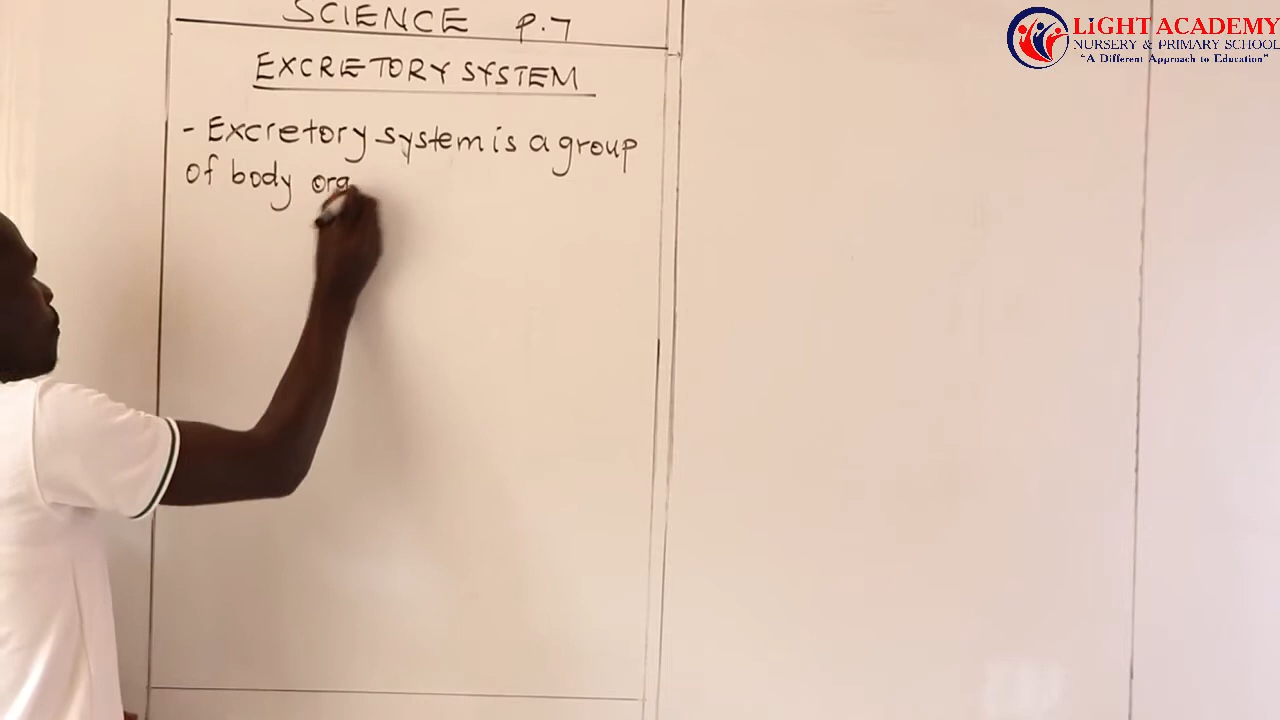 SCIENCE P.7
EXCRETORY SYSTEM
- Excretory system is a group
of body orga
LiGHT ACADEMY
NURSERY & PRIMARY SCHOOL
"A Different Approach to Education"